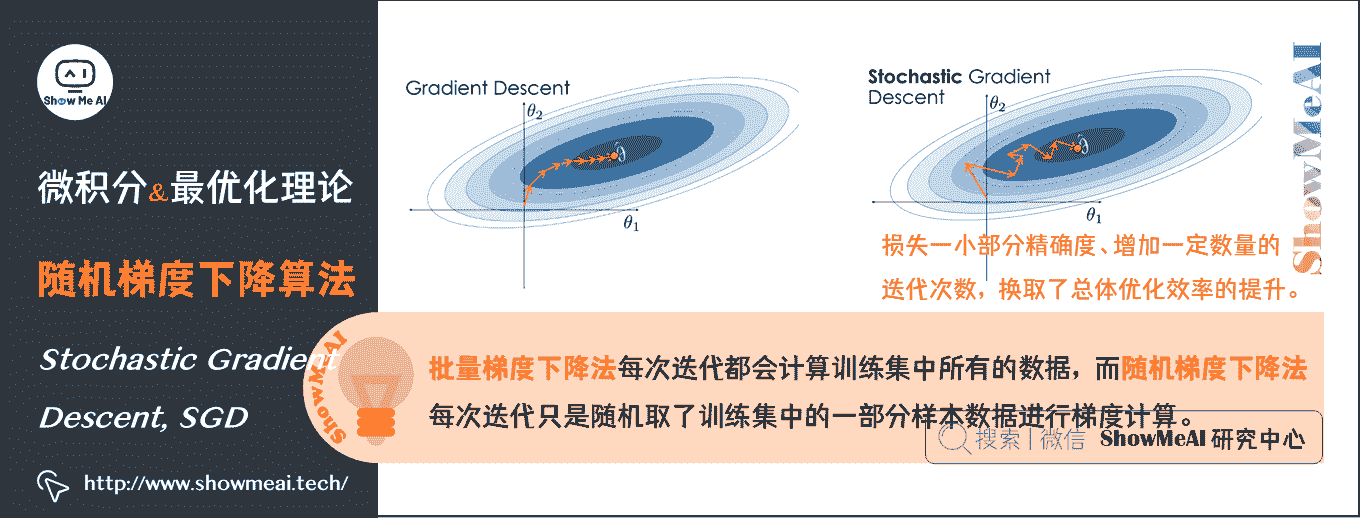 Show Me AI
微积分&最优化理论
随机梯度下降算法
Stochastic Gradient
Descent, SGD
http://www.showmeai.tech/
Gradient Descent
θ2
θ1
Stochastic Gradient
Descent
θ2
θ1
ShowMeAI
损失一小部分精确度、增加一定数量的
迭代次数，换取了总体优化效率的提升。
ShowMeAI
批量梯度下降法每次迭代都会计算训练集中所有的数据，而随机梯度下降法
每次迭代只是随机取了训练集中的一部分样本数据进行梯度计算。
搜索|微信 ShowMeAI 研究中心